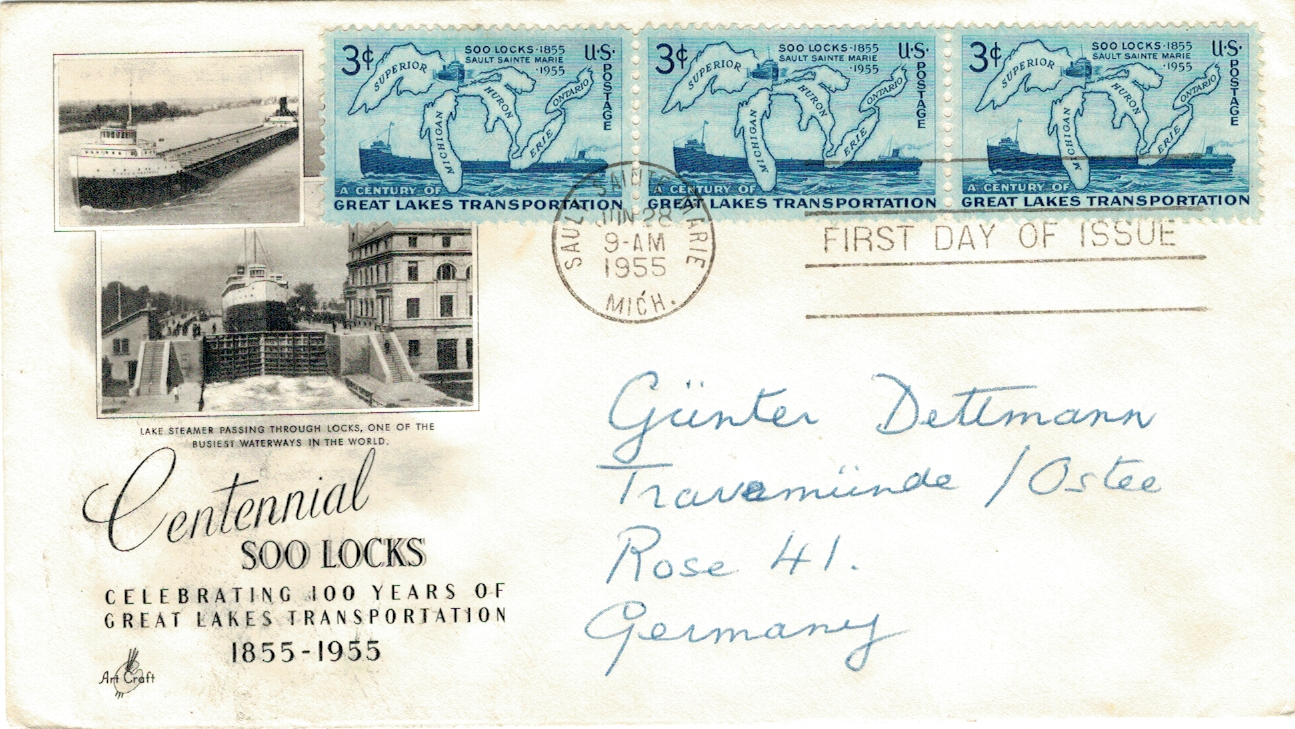 3¢ SOO LOCKS·1855 U·S·
SAULT SAINTE MARIE
·1955
POSTAGE
SUPERIOR
HURON
ONTARIO
MICHIGAN
ERIE
A CENTURY OF
GREAT LAKES TRANSPORTATION
3¢ SOO LOCKS·1855 U·S·
SAULT SAINTE MARIE
·1955
POSTAGE
SUPERIOR
HURON
ONTARIO
MICHIGAN
ERIE
A CENTURY OF
GREAT LAKES TRANSPORTATION
3¢ SOO LOCKS·1855 U·S·
SAULT SAINTE MARIE
·1955
POSTAGE
SUPERIOR
HURON
ONTARIO
MICHIGAN
ERIE
A CENTURY OF
GREAT LAKES TRANSPORTATION
SAULT SAINTE MARIE
JUN 28
9-AM
1955
MICH.
FIRST DAY OF ISSUE
LAKE STEAMER PASSING THROUGH LOCKS, ONE OF THE
BUSIEST WATERWAYS IN THE WORLD.
Centennial
SOO LOCKS
CELEBRATING 100 YEARS OF
GREAT LAKES TRANSPORTATION
1855-1955
Art Craft
Günter Dettmann
Travemünde / Ostee
Rose 41.
Germany